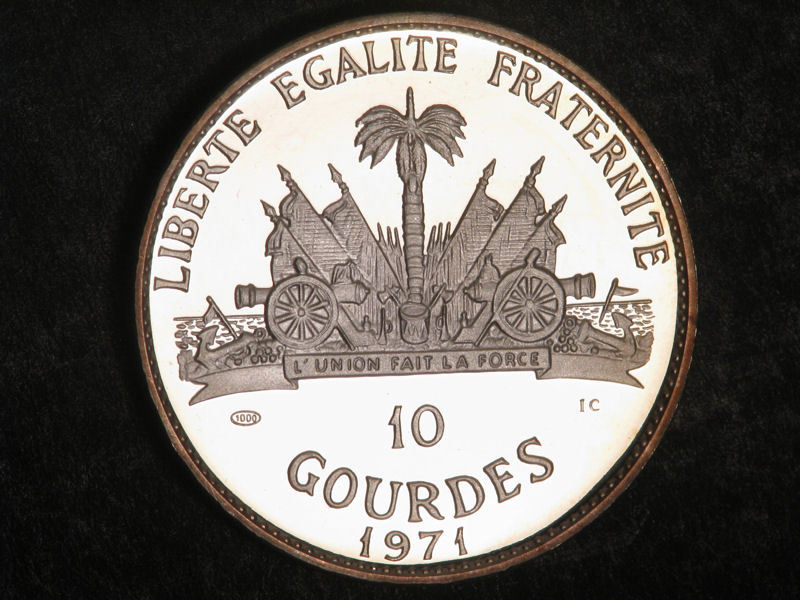 LIBERTE EGALITE FRATERNITE
L'UNION FAIT LA FORCE
1000
IC
10
GOURDES
1971